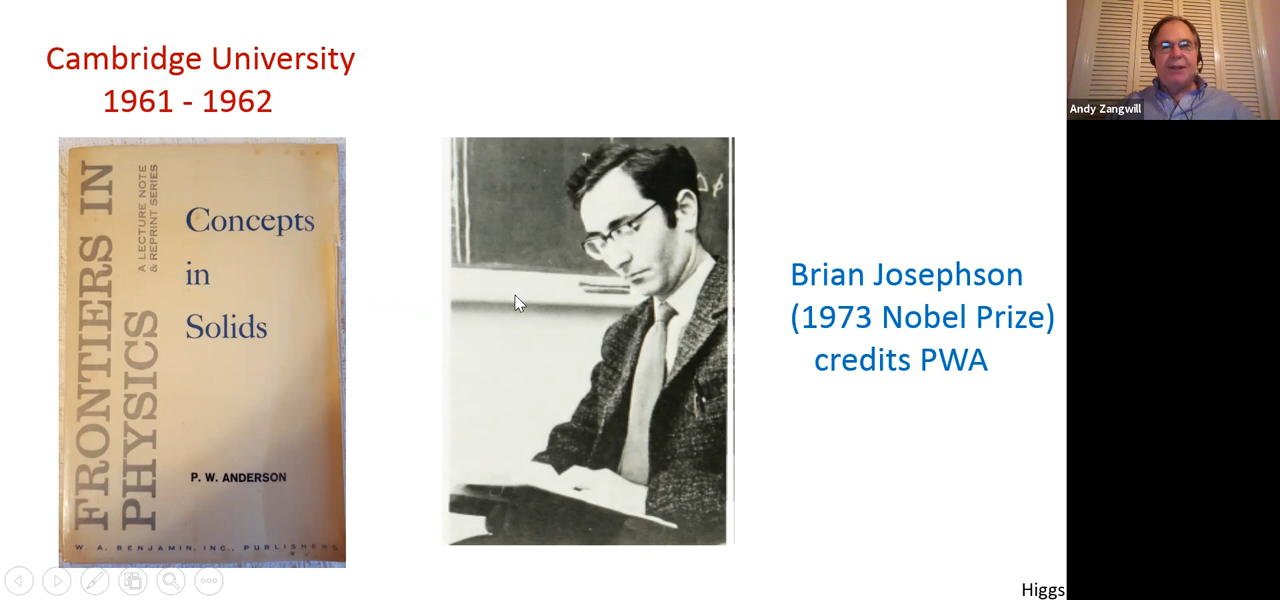 Cambridge University
1961 - 1962
FRONTIERS IN
PHYSICS
A LECTURE NOTE
& REPRINT SERIES
Concepts
in
Solids
P. W. ANDERSON
W. A. BENJAMIN, INC., PUBLISHERS
Brian Josephson
(1973 Nobel Prize)
credits PWA
Andy Zangwill
Higgs